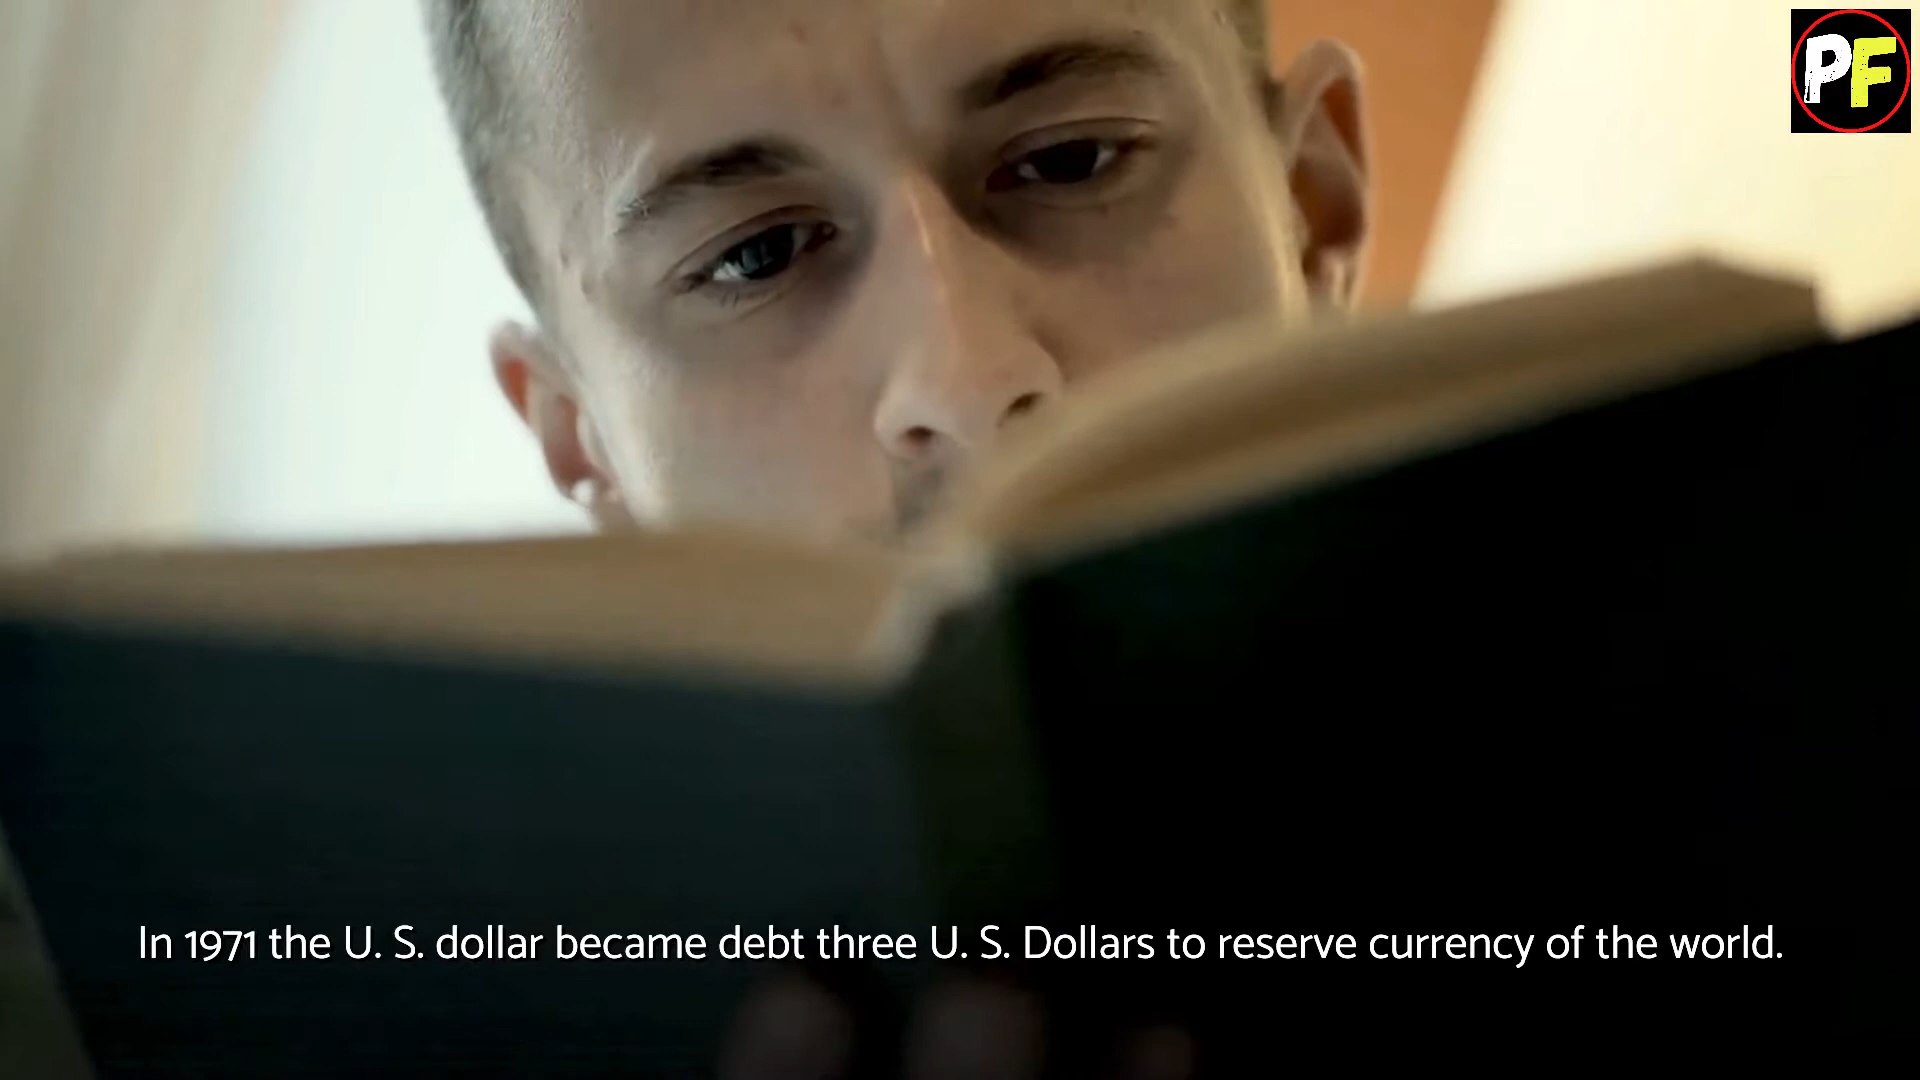 PF
In 1971 the U. S. dollar became debt three U. S. Dollars to reserve currency of the world.